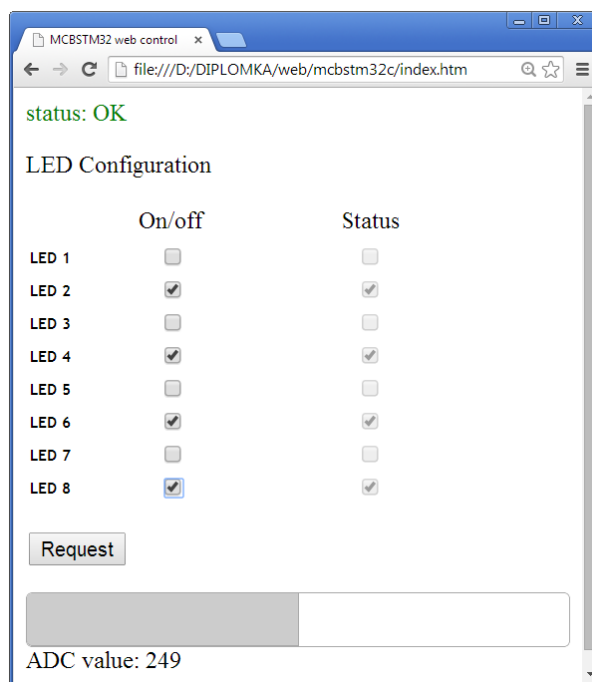 MCBSTM32 web control
file:///D:/DIPLOMKA/web/mcbstm32c/index.htm
status: OK
LED Configuration
On/off Status
LED 1
LED 2
LED 3
LED 4
LED 5
LED 6
LED 7
LED 8
Request
ADC value: 249